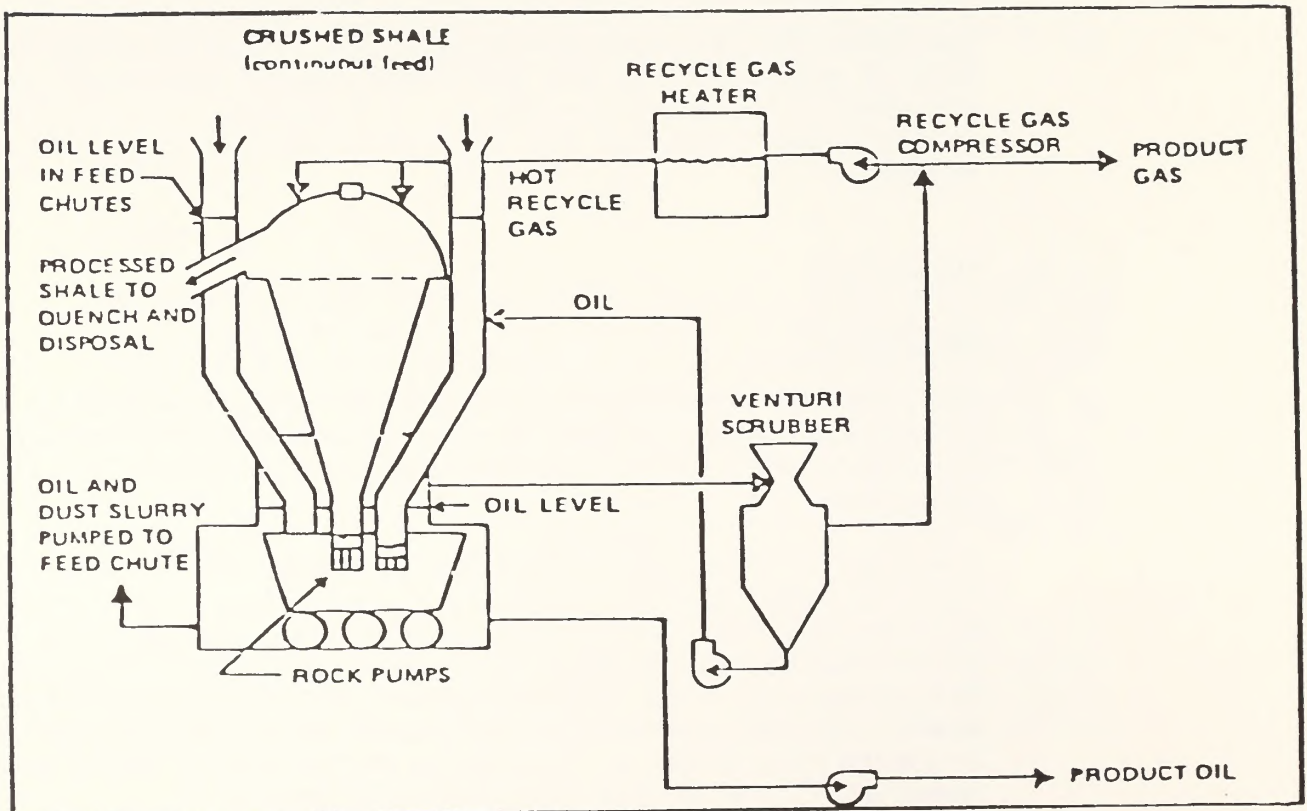 CRUSHED SHALE
(continuous feed)
RECYCLE GAS
HEATER
RECYCLE GAS
COMPRESSOR
PRODUCT
GAS
OIL LEVEL
IN FEED
CHUTES
HOT
RECYCLE
GAS
PROCESSED
SHALE TO
QUENCH AND
DISPOSAL
OIL
VENTURI
SCRUBBER
OIL AND
DUST SLURRY
PUMPED TO
FEED CHUTE
OIL LEVEL
ROCK PUMPS
PRODUCT OIL